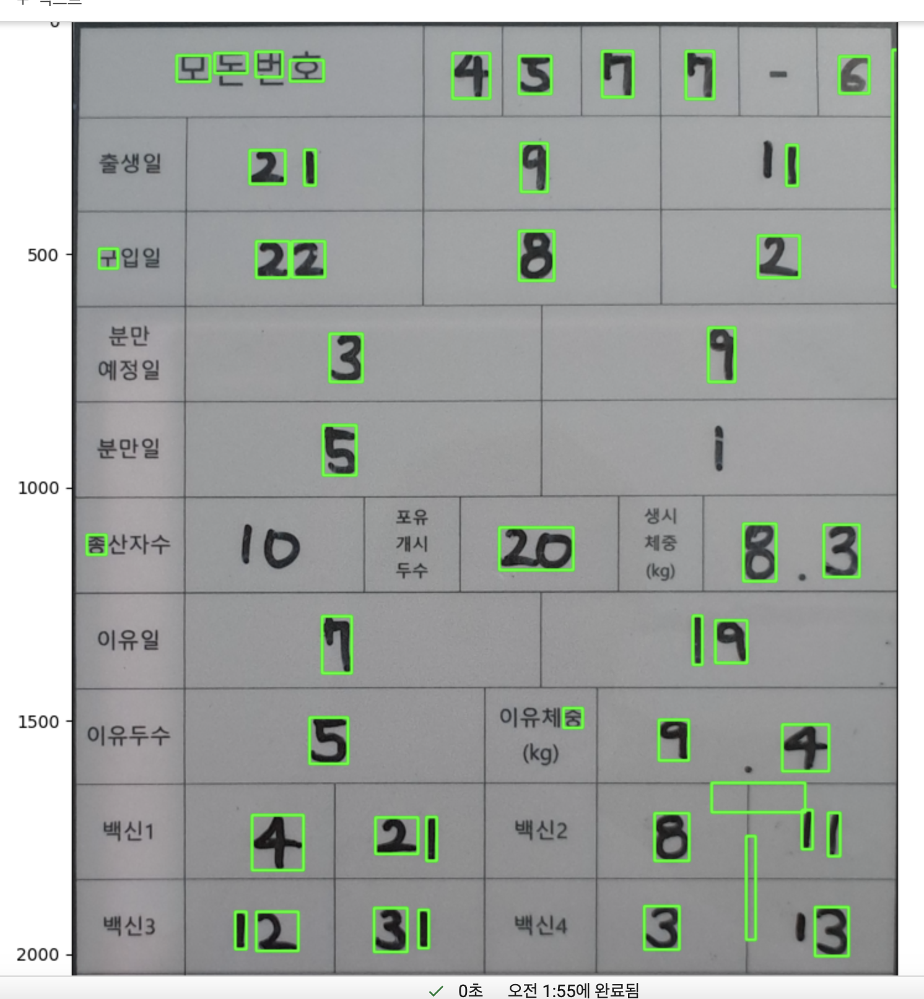 0
모돈번호 4 5 7 7 - 6
출생일 21 9 11
500 구입일 22 8 2
분만
예정일 3 9
분만일 5 1
1000
종산자수 10 포유
개시
두수 20 생시
체중
(kg) 8.3
이유일 7 19
1500
이유두수 5 이유체중
(kg) 9.4
백신1 4 21 백신2 8 11
백신3 12 31 백신4 3 13
2000
0초 오전 1:55에 완료됨